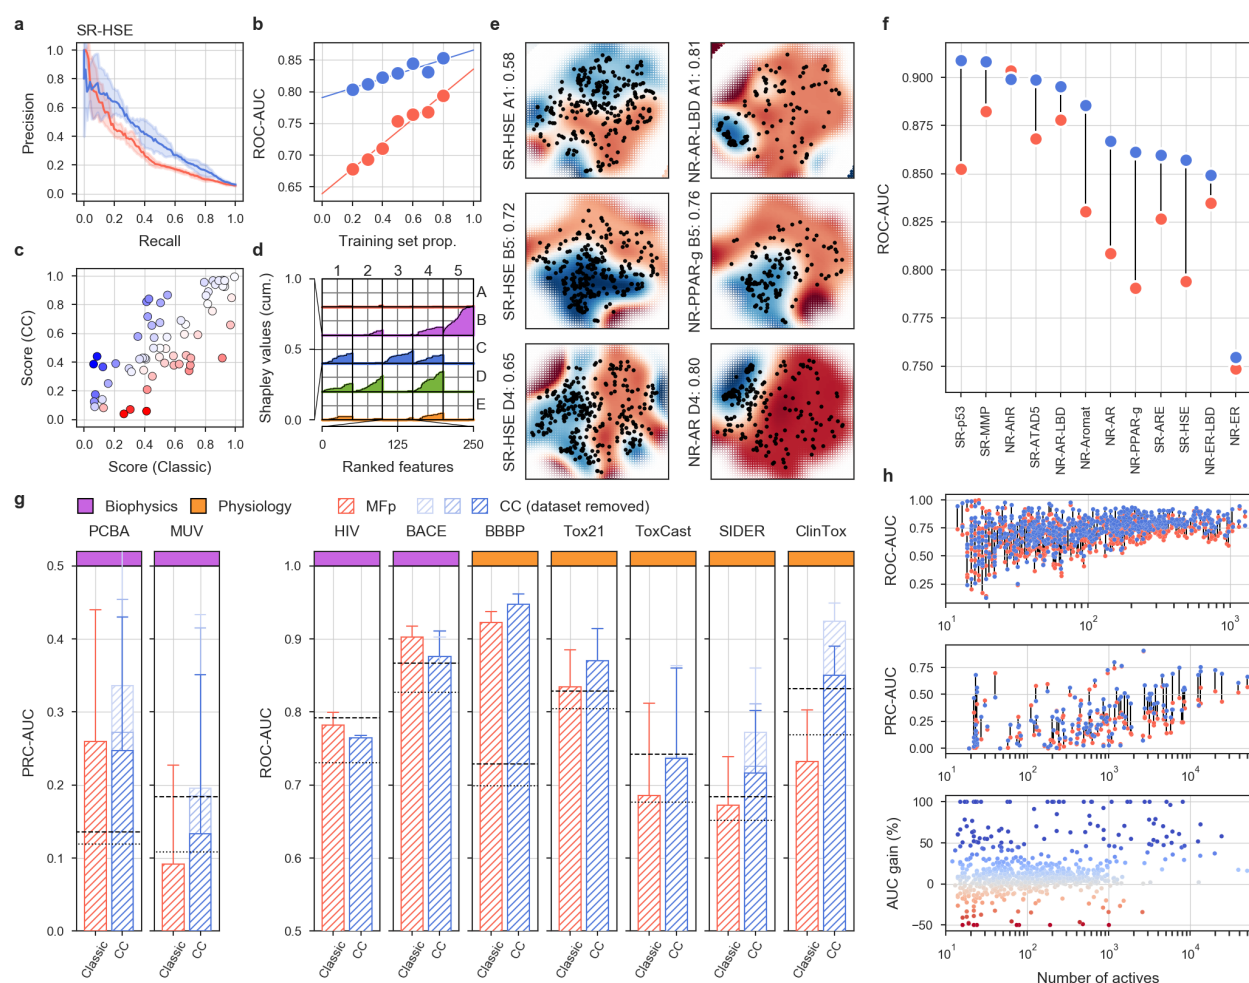 a
SR-HSE
Precision
1.0
0.8
0.6
0.4
0.2
0.0
0.0 0.2 0.4 0.6 0.8 1.0
Recall
b
ROC-AUC
0.85
0.80
0.75
0.70
0.65
0.0 0.2 0.4 0.6 0.8 1.0
Training set prop.
c
Score (CC)
1.0
0.8
0.6
0.4
0.2
0.0
0.0 0.2 0.4 0.6 0.8 1.0
Score (Classic)
d
1 2 3 4 5
Shapley values (cum.)
1.0
0.5
0.0
A
B
C
D
E
0 125 250
Ranked features
e
SR-HSE A1: 0.58
NR-AR-LBD A1: 0.81
SR-HSE B5: 0.72
NR-PPAR-g B5: 0.76
SR-HSE D4: 0.65
NR-AR D4: 0.80
f
ROC-AUC
0.900
0.875
0.850
0.825
0.800
0.775
0.750
SR-p53
SR-MMP
NR-AhR
SR-ATAD5
NR-AR-LBD
NR-Aromat
NR-AR
NR-PPAR-g
SR-ARE
SR-HSE
NR-ER-LBD
NR-ER
g
Biophysics Physiology MFp CC (dataset removed)
PCBA MUV HIV BACE BBBP Tox21 ToxCast SIDER ClinTox
PRC-AUC
0.5
0.4
0.3
0.2
0.1
0.0
ROC-AUC
1.0
0.9
0.8
0.7
0.6
0.5
Classic CC Classic CC Classic CC Classic CC Classic CC Classic CC Classic CC Classic CC Classic CC
h
ROC-AUC
1.00
0.75
0.50
0.25
10¹ 10² 10³
PRC-AUC
0.75
0.50
0.25
0.00
10¹ 10² 10³ 10⁴
AUC gain (%)
100
50
0
−50
10¹ 10² 10³ 10⁴
Number of actives